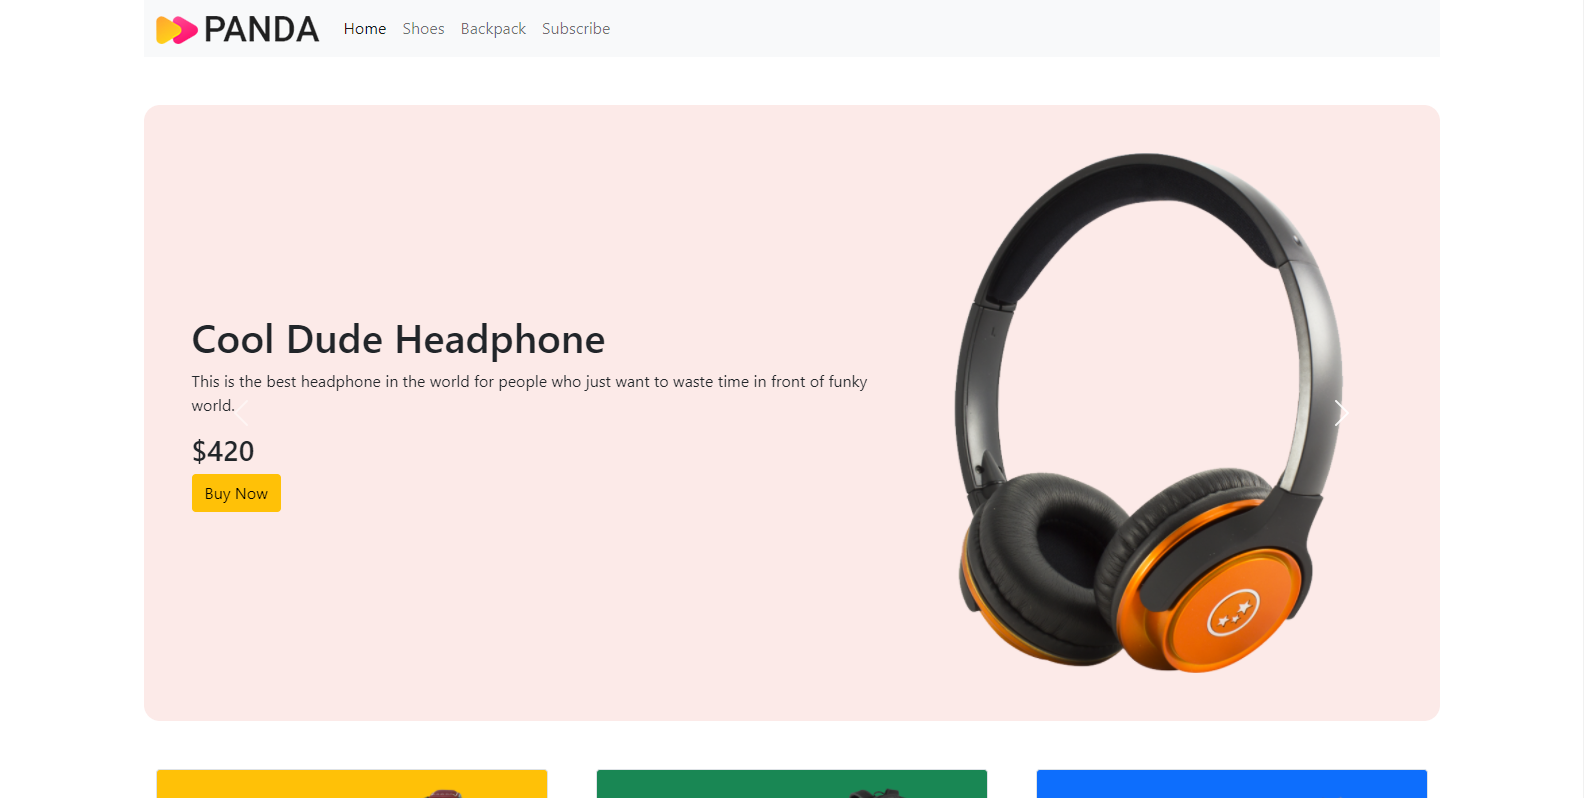 PANDA Home Shoes Backpack Subscribe
Cool Dude Headphone
This is the best headphone in the world for people who just want to waste time in front of funky
world.
$420
Buy Now